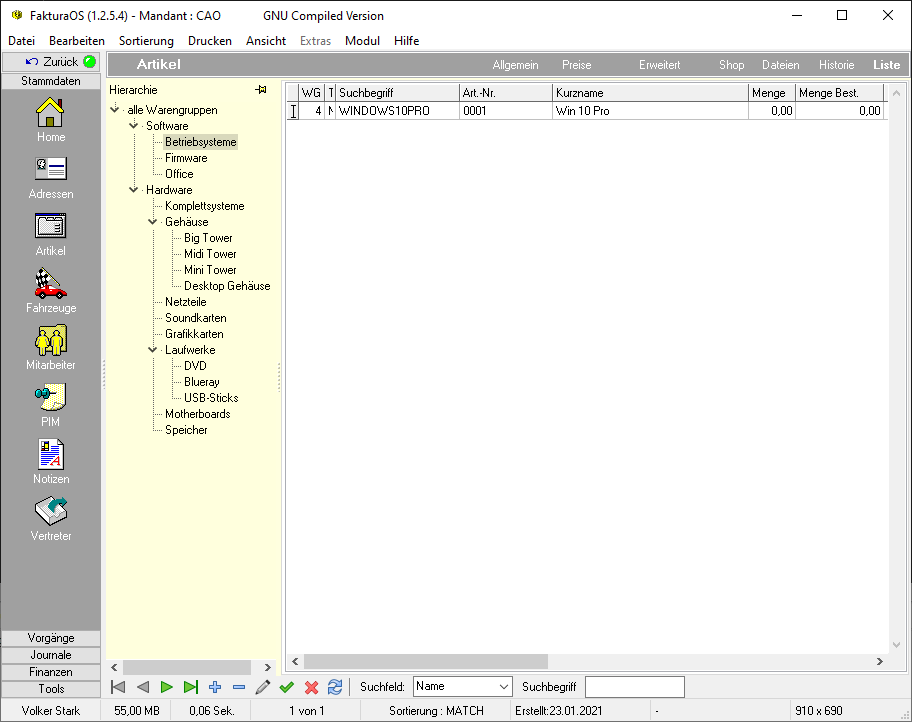 FakturaOS (1.2.5.4) - Mandant : CAO GNU Compiled Version
Datei Bearbeiten Sortierung Drucken Ansicht Extras Modul Hilfe
Zurück
Artikel Allgemein Preise Erweitert Shop Dateien Historie Liste
Stammdaten
Home
Adressen
Artikel
Fahrzeuge
Mitarbeiter
PIM
Notizen
Vertreter
Vorgänge
Journale
Finanzen
Tools
Hierarchie
alle Warengruppen
Software
Betriebsysteme
Firmware
Office
Hardware
Komplettsysteme
Gehäuse
Big Tower
Midi Tower
Mini Tower
Desktop Gehäuse
Netzteile
Soundkarten
Grafikkarten
Laufwerke
DVD
Blueray
USB-Sticks
Motherboards
Speicher
WG T Suchbegriff Art.-Nr. Kurzname Menge Menge Best.
4 N WINDOWS10PRO 0001 Win 10 Pro 0,00 0,00
Suchfeld: Name Suchbegriff
Volker Stark 55,00 MB 0,06 Sek. 1 von 1 Sortierung : MATCH Erstellt:23.01.2021 - 910 x 690